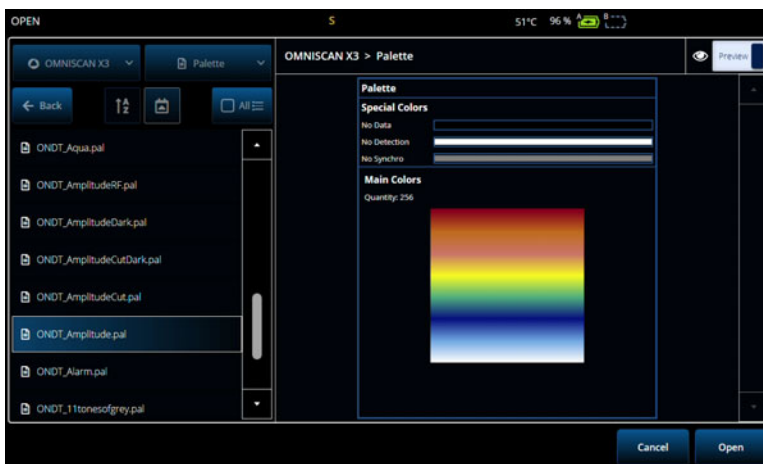 OPEN
S
51°C 96 % A B
OMNISCAN X3
Palette
OMNISCAN X3 > Palette
Preview
Back
A
Z
All
ONDT_Aqua.pal
ONDT_AmplitudeRF.pal
ONDT_AmplitudeDark.pal
ONDT_AmplitudeCutDark.pal
ONDT_AmplitudeCut.pal
ONDT_Amplitude.pal
ONDT_Alarm.pal
ONDT_11tonesofgrey.pal
Palette
Special Colors
No Data
No Detection
No Synchro
Main Colors
Quantity: 256
Cancel
Open